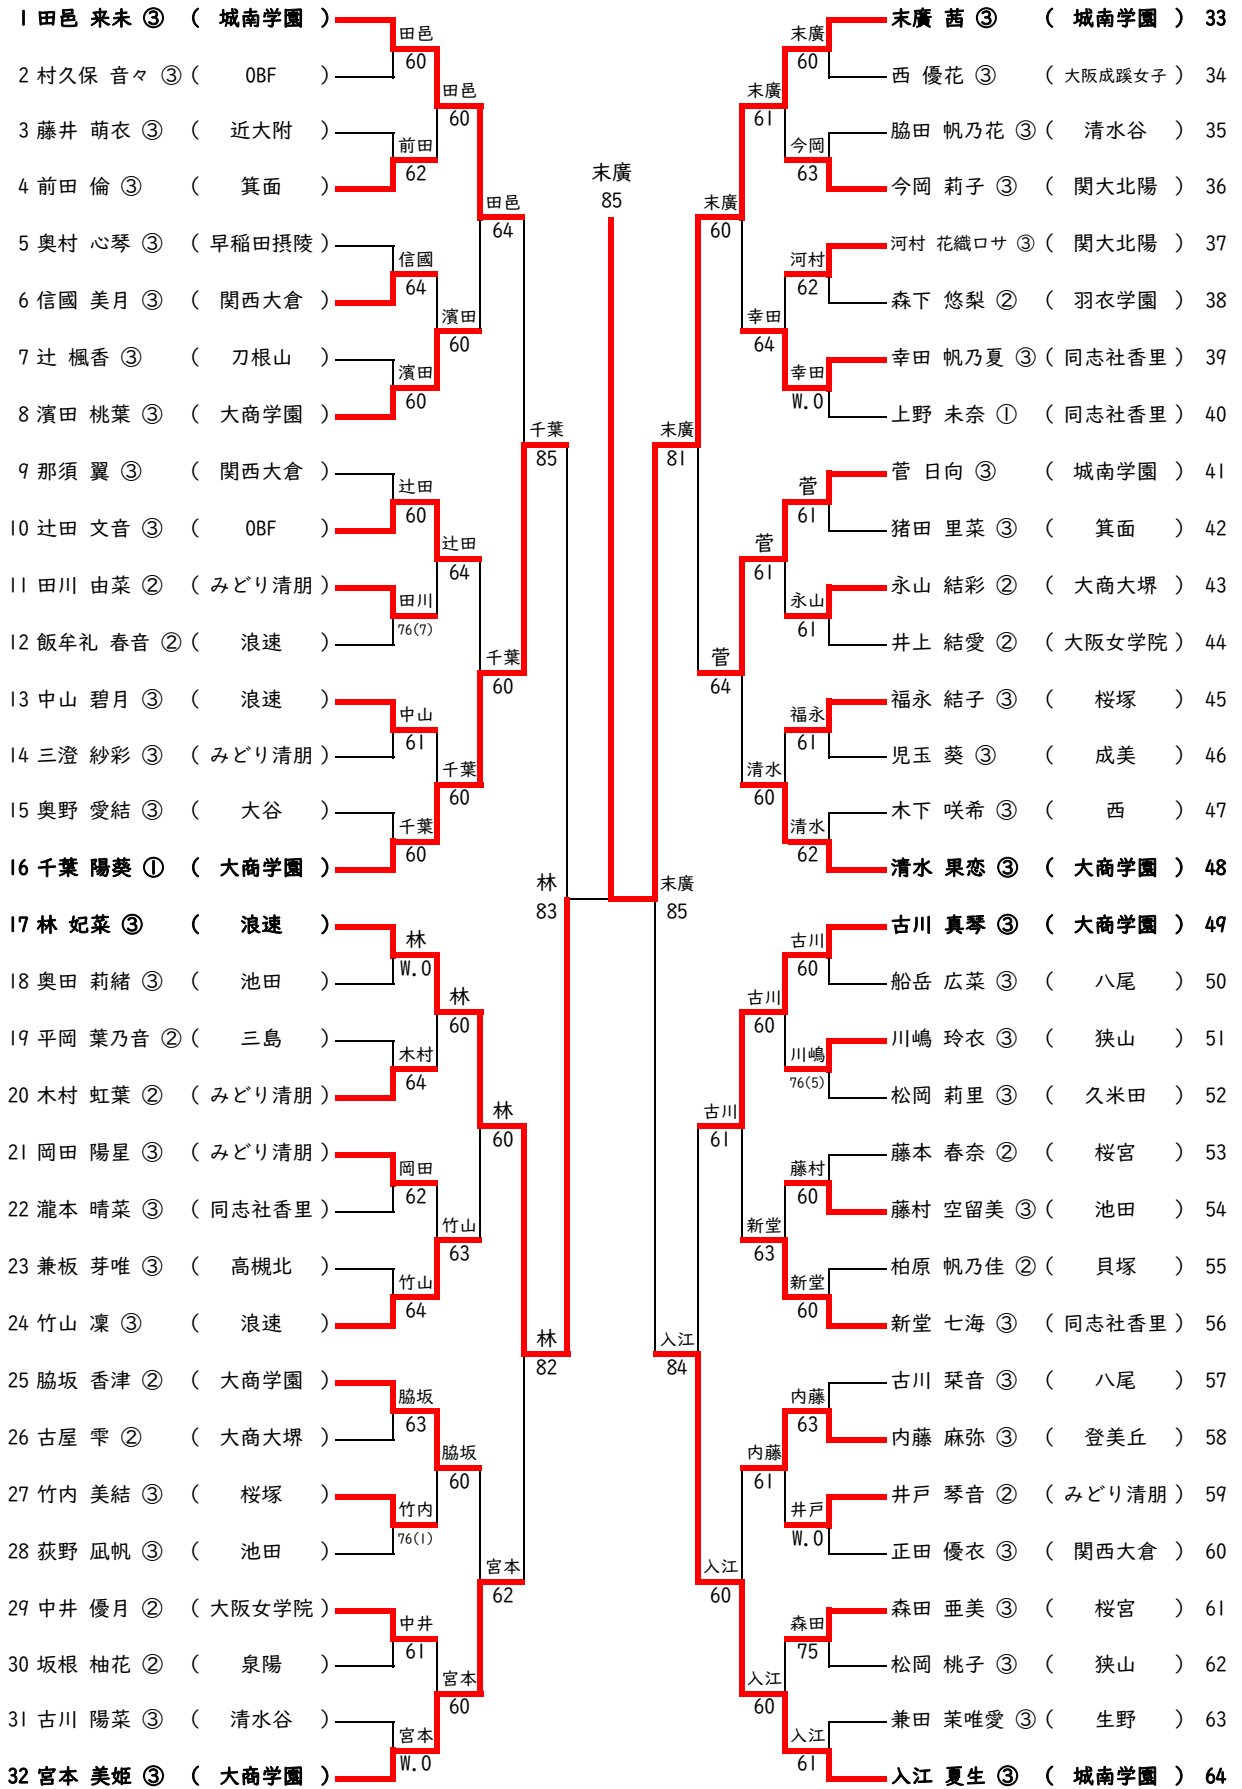 1 田邑 来未 ③ ( 城南学園 )
2 村久保 音々 ③ ( OBF )
3 藤井 萌衣 ③ ( 近大附 )
4 前田 倫 ③ ( 箕面 )
5 奥村 心琴 ③ ( 早稲田摂陵 )
6 信國 美月 ③ ( 関西大倉 )
7 辻 楓香 ③ ( 刀根山 )
8 濱田 桃葉 ③ ( 大商学園 )
9 那須 翼 ③ ( 関西大倉 )
10 辻田 文音 ③ ( OBF )
11 田川 由菜 ② ( みどり清朋 )
12 飯牟礼 春音 ② ( 浪速 )
13 中山 碧月 ③ ( 浪速 )
14 三澄 紗彩 ③ ( みどり清朋 )
15 奥野 愛結 ③ ( 大谷 )
16 千葉 陽葵 ① ( 大商学園 )
17 林 妃菜 ③ ( 浪速 )
18 奥田 莉緒 ③ ( 池田 )
19 平岡 葉乃音 ② ( 三島 )
20 木村 虹葉 ② ( みどり清朋 )
21 岡田 陽星 ③ ( みどり清朋 )
22 瀧本 晴菜 ③ ( 同志社香里 )
23 兼板 芽唯 ③ ( 高槻北 )
24 竹山 凜 ③ ( 浪速 )
25 脇坂 香津 ② ( 大商学園 )
26 古屋 雫 ② ( 大商大堺 )
27 竹内 美結 ③ ( 桜塚 )
28 荻野 凪帆 ③ ( 池田 )
29 中井 優月 ② ( 大阪女学院 )
30 坂根 柚花 ② ( 泉陽 )
31 古川 陽菜 ③ ( 清水谷 )
32 宮本 美姫 ③ ( 大商学園 )
田邑
60
前田
62
信國
64
濱田
60
辻田
60
田川
76(7)
中山
61
千葉
60
林
W.O
木村
64
岡田
62
竹山
64
脇坂
63
竹内
76(1)
中井
61
宮本
W.O
田邑
60
濱田
60
辻田
64
千葉
60
林
60
竹山
63
脇坂
60
宮本
60
田邑
64
千葉
60
林
60
宮本
62
千葉
85
林
82
林
83
末廣
85
末廣
85
末廣
81
入江
84
末廣
60
菅
64
古川
61
入江
60
末廣
61
幸田
64
菅
61
清水
60
古川
60
新堂
63
内藤
61
入江
60
末廣
60
今岡
63
河村
62
幸田
W.O
菅
61
永山
61
福永
61
清水
62
古川
60
川嶋
76(5)
藤村
60
新堂
60
内藤
63
井戸
W.O
森田
75
入江
61
末廣 茜 ③ ( 城南学園 ) 33
西 優花 ③ ( 大阪成蹊女子 ) 34
脇田 帆乃花 ③ ( 清水谷 ) 35
今岡 莉子 ③ ( 関大北陽 ) 36
河村 花織ロサ ③ ( 関大北陽 ) 37
森下 悠梨 ② ( 羽衣学園 ) 38
幸田 帆乃夏 ③ ( 同志社香里 ) 39
上野 未奈 ① ( 同志社香里 ) 40
菅 日向 ③ ( 城南学園 ) 41
猪田 里菜 ③ ( 箕面 ) 42
永山 結彩 ② ( 大商大堺 ) 43
井上 結愛 ② ( 大阪女学院 ) 44
福永 結子 ③ ( 桜塚 ) 45
児玉 葵 ③ ( 成美 ) 46
木下 咲希 ③ ( 西 ) 47
清水 果恋 ③ ( 大商学園 ) 48
古川 真琴 ③ ( 大商学園 ) 49
船岳 広菜 ③ ( 八尾 ) 50
川嶋 玲衣 ③ ( 狭山 ) 51
松岡 莉里 ③ ( 久米田 ) 52
藤本 春奈 ② ( 桜宮 ) 53
藤村 空留美 ③ ( 池田 ) 54
柏原 帆乃佳 ② ( 貝塚 ) 55
新堂 七海 ③ ( 同志社香里 ) 56
古川 栞音 ③ ( 八尾 ) 57
内藤 麻弥 ③ ( 登美丘 ) 58
井戸 琴音 ② ( みどり清朋 ) 59
正田 優衣 ③ ( 関西大倉 ) 60
森田 亜美 ③ ( 桜宮 ) 61
松岡 桃子 ③ ( 狭山 ) 62
兼田 茉唯愛 ③ ( 生野 ) 63
入江 夏生 ③ ( 城南学園 ) 64